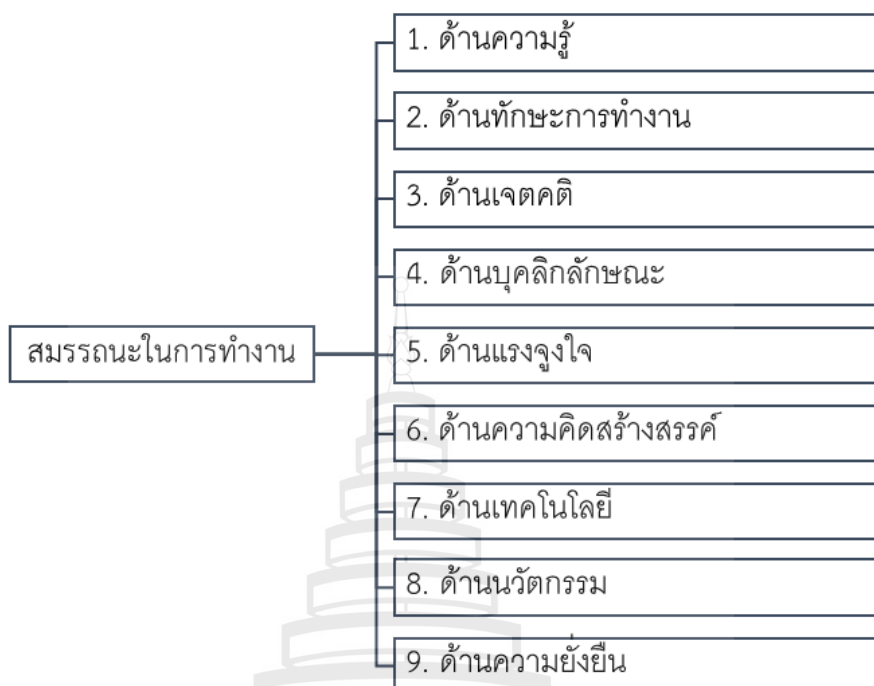 1. ด้านความรู้
2. ด้านทักษะการทำงาน
3. ด้านเจตคติ
4. ด้านบุคลิกลักษณะ
สมรรถนะในการทำงาน
5. ด้านแรงจูงใจ
6. ด้านความคิดสร้างสรรค์
7. ด้านเทคโนโลยี
8. ด้านนวัตกรรม
9. ด้านความยั่งยืน